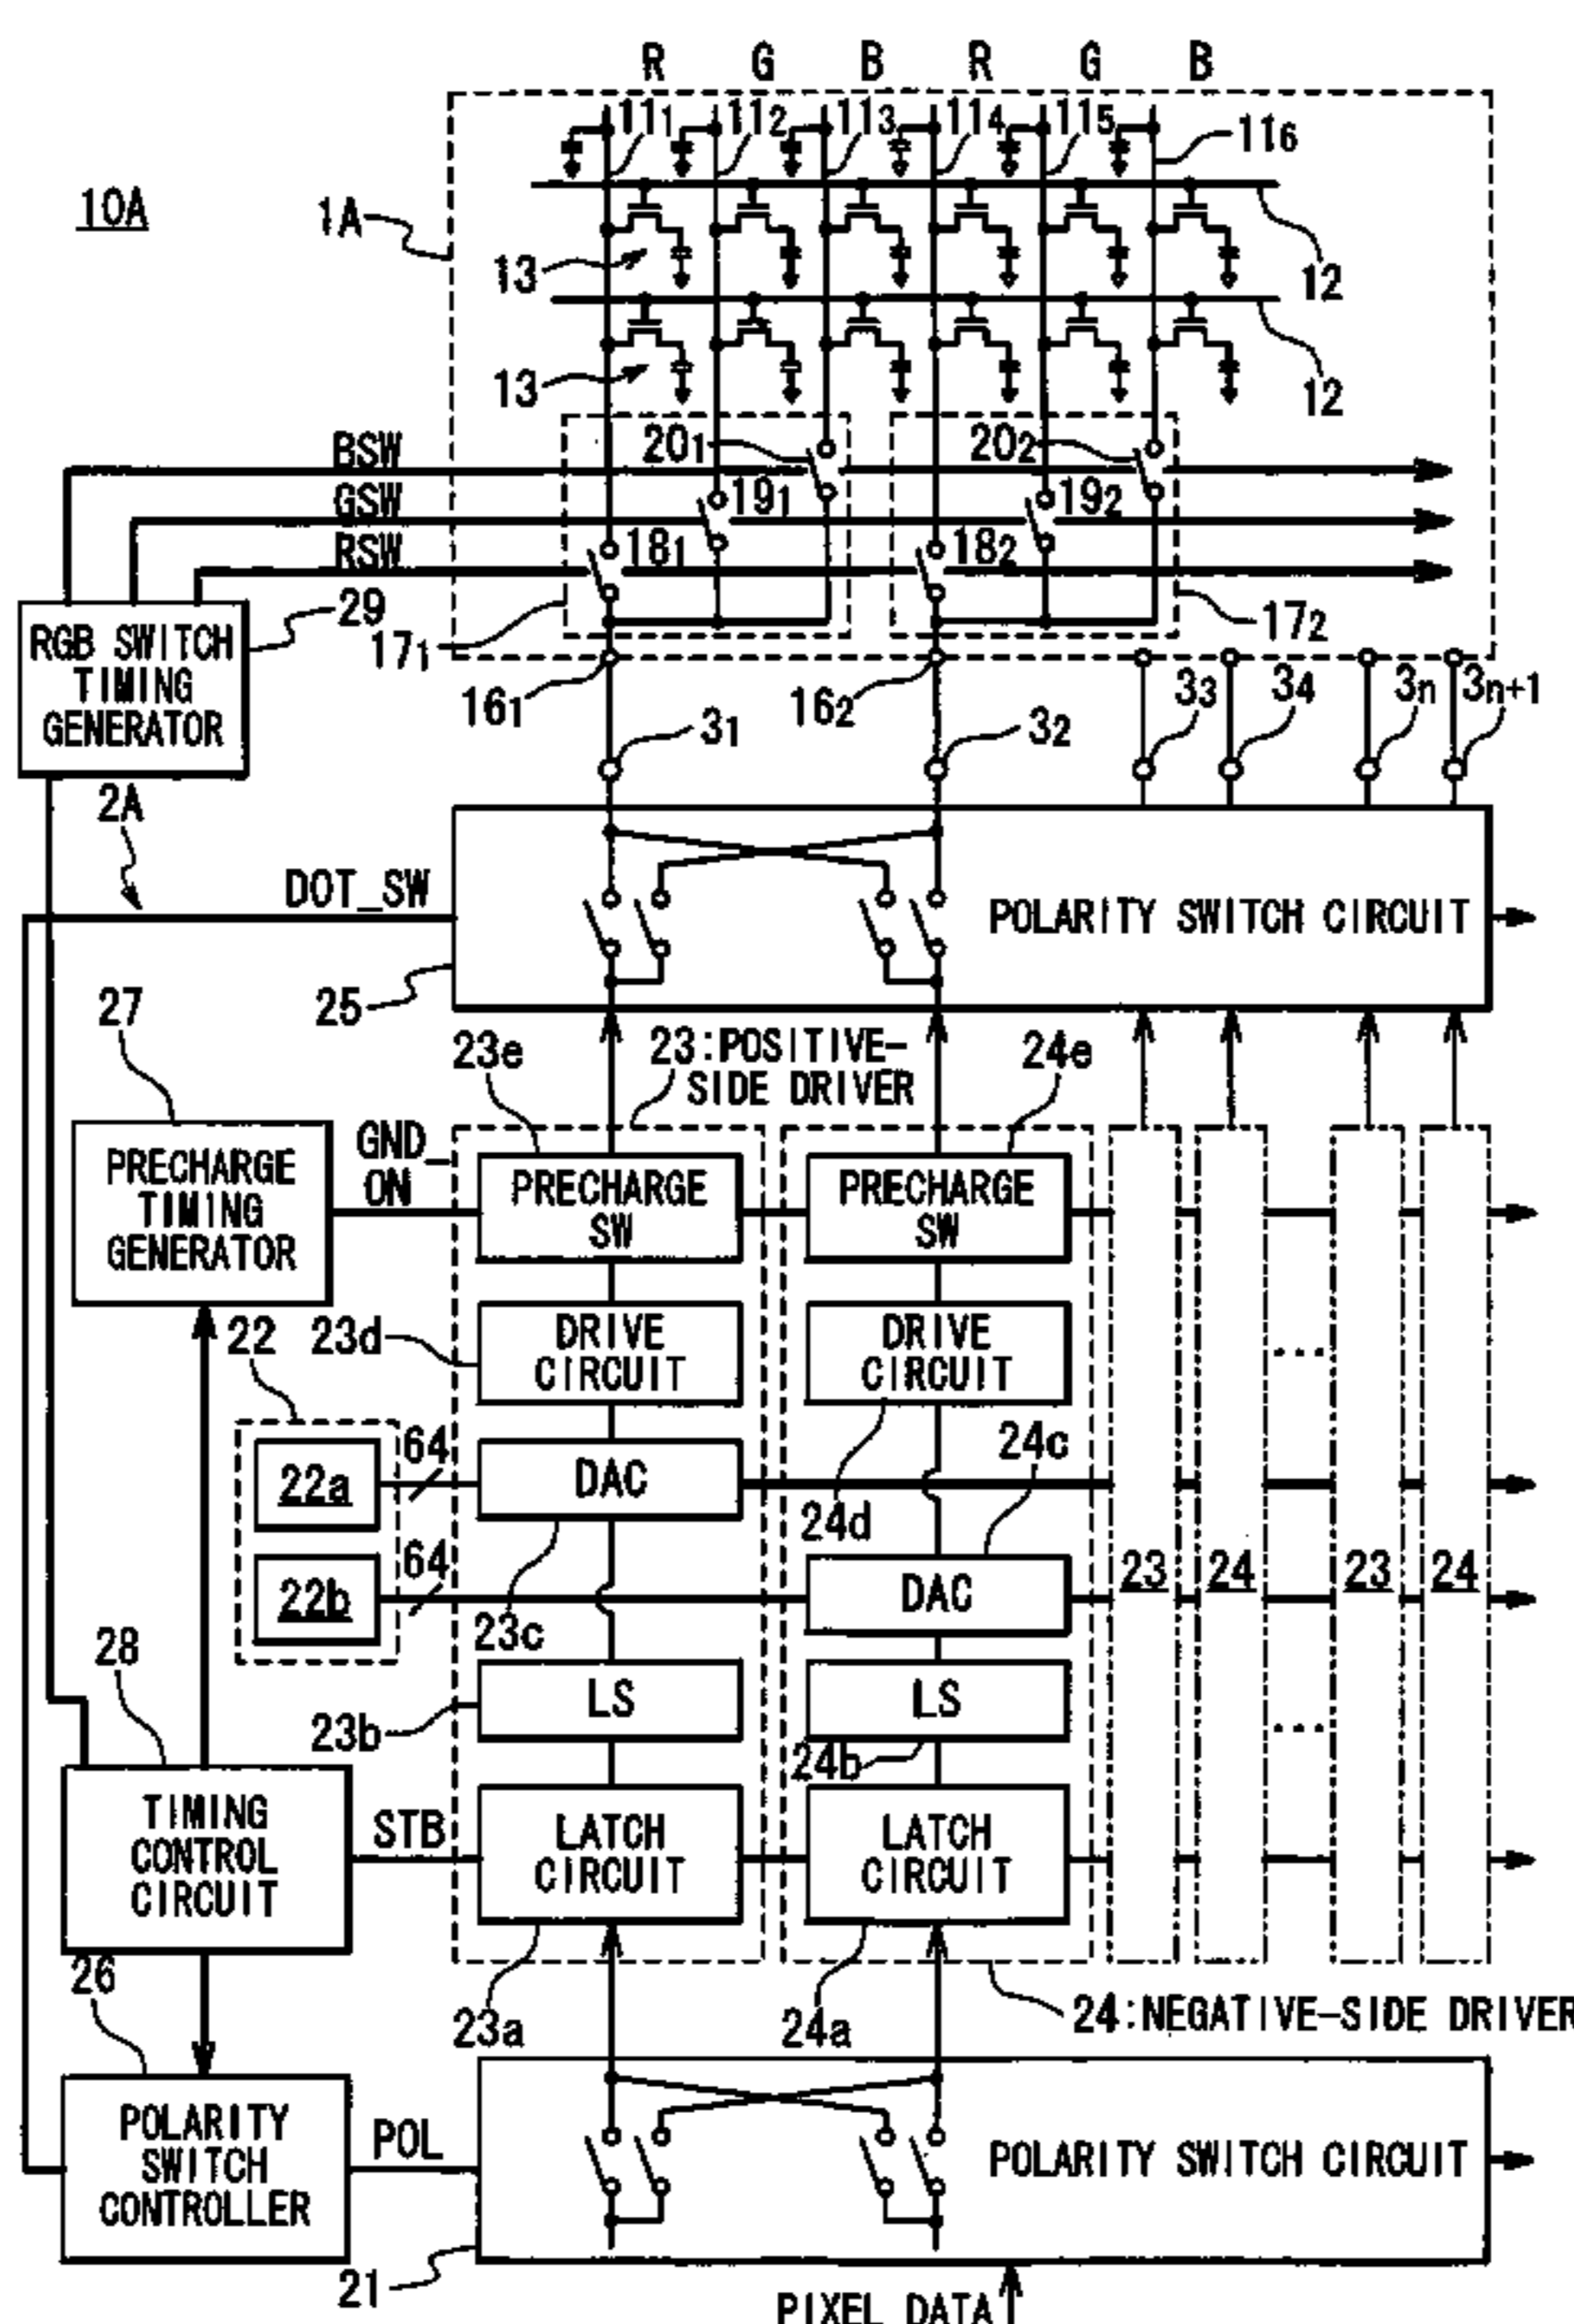 R G B R G B
11₁ 11₂ 11₃ 11₄ 11₅ 11₆
10A
1A
13
12
13
12
20₁ 20₂
BSW
19₁ 19₂
GSW
18₁ 18₂
RSW
29
17₁ 17₂
RGB SWITCH
TIMING
GENERATOR
16₁ 16₂ 3₃ 3₄ 3n 3n+1
3₁ 3₂
2A
DOT_SW
POLARITY SWITCH CIRCUIT
25
27
23e
23:POSITIVE-
SIDE DRIVER
24e
GND_
ON
PRECHARGE
TIMING
GENERATOR
PRECHARGE
SW
PRECHARGE
SW
22
23d
DRIVE
CIRCUIT
DRIVE
CIRCUIT
...
64
24c
22a
DAC
24d
64
22b
DAC
23 24 23 24
23c
28
LS
LS
23b
24b
...
TIMING
CONTROL
CIRCUIT
STB
LATCH
CIRCUIT
LATCH
CIRCUIT
26
23a
24a
24:NEGATIVE-SIDE DRIVER
POLARITY
SWITCH
CONTROLLER
POL
POLARITY SWITCH CIRCUIT
21
PIXEL DATA